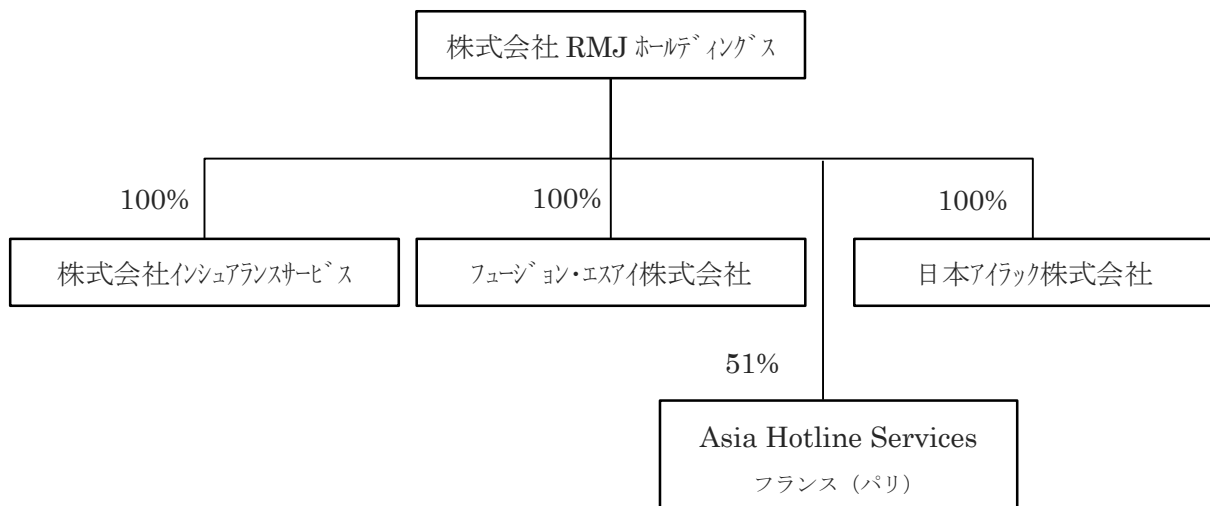 株式会社 RMJ ﾎｰﾙﾃﾞｨﾝｸﾞｽ
100%
100%
100%
株式会社ｲﾝｼｭｱﾗﾝｽｻｰﾋﾞｽ
ﾌｭｰｼﾞｮﾝ・ｴｽｱｲ株式会社
日本ｱｲﾗｯｸ株式会社
51%
Asia Hotline Services
フランス（パリ）